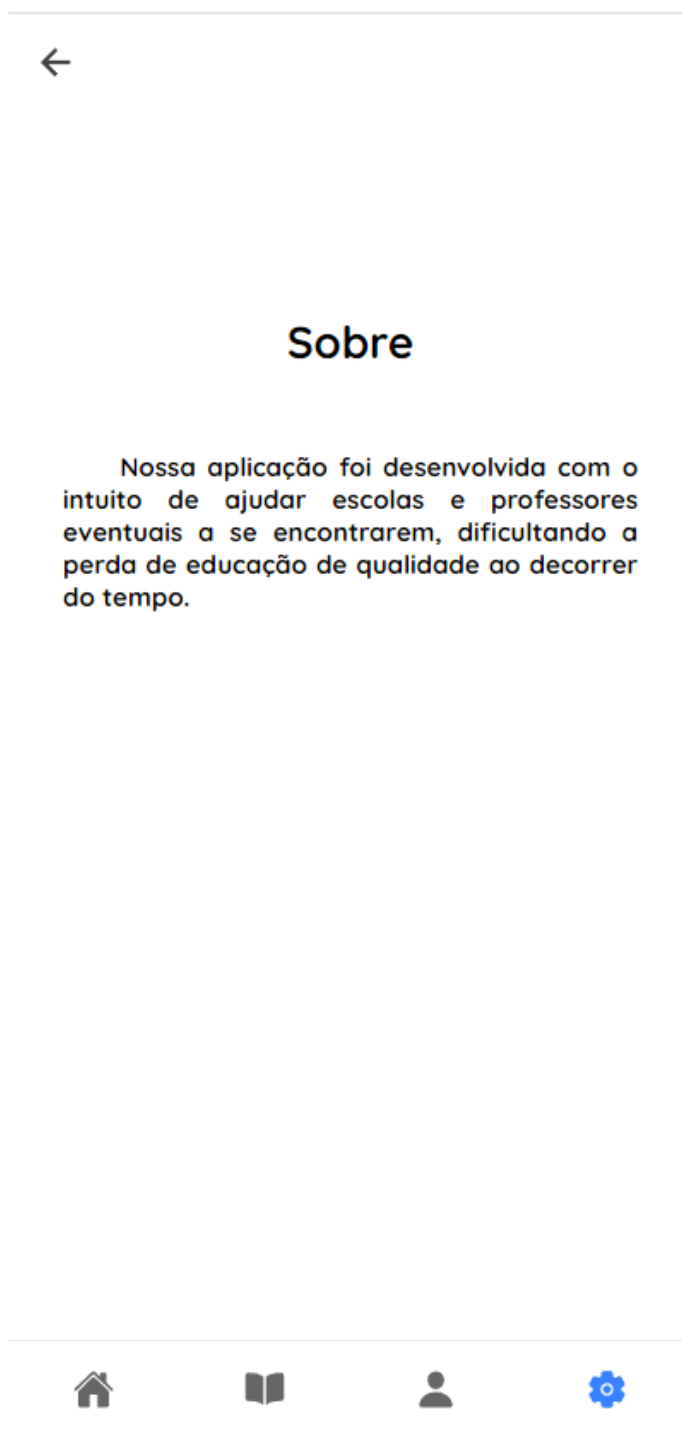 Sobre
Nossa aplicação foi desenvolvida com o
intuito de ajudar escolas e professores
eventuais a se encontrarem, dificultando a
perda de educação de qualidade ao decorrer
do tempo.